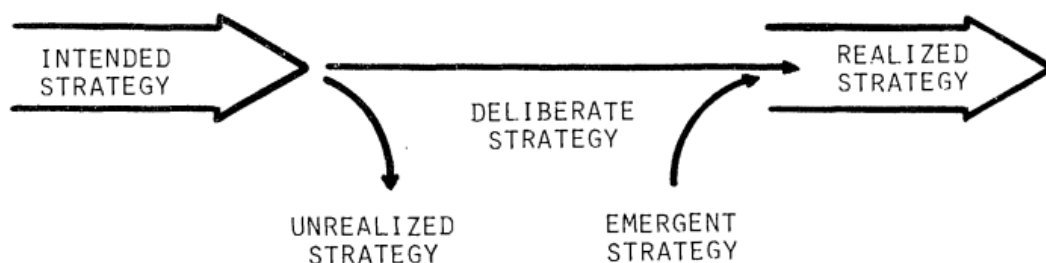 INTENDED
STRATEGY
DELIBERATE
STRATEGY
REALIZED
STRATEGY
UNREALIZED
STRATEGY
EMERGENT
STRATEGY